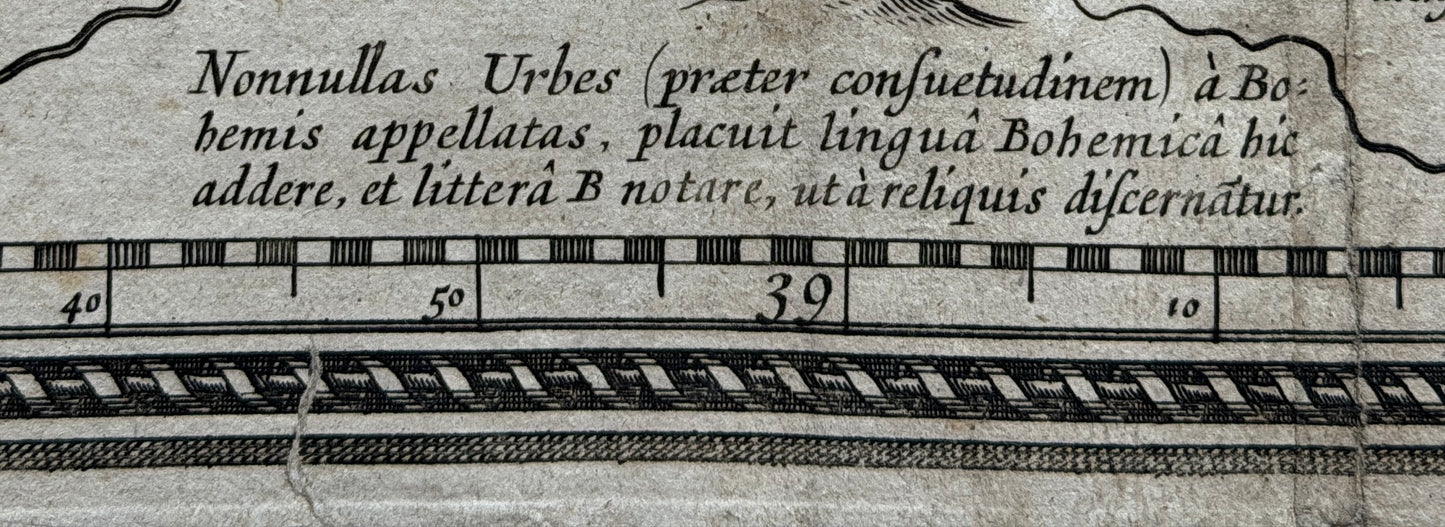 Nonnullas Urbes (præter conſuetudinem) à Bo:
hemis appellatas, placuit linguâ Bohemicâ hic
addere, et litterâ B notare, ut à reliquis diſcernãtur.
40 50 39 10